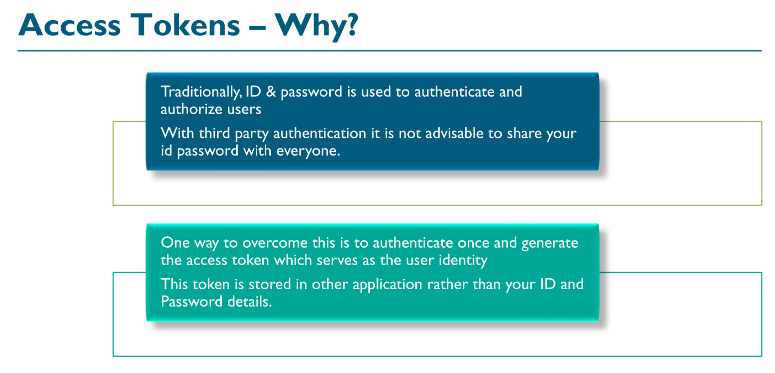 Access Tokens – Why?
Traditionally, ID & password is used to authenticate and
authorize users
With third party authentication it is not advisable to share your
id password with everyone.
One way to overcome this is to authenticate once and generate
the access token which serves as the user identity
This token is stored in other application rather than your ID and
Password details.